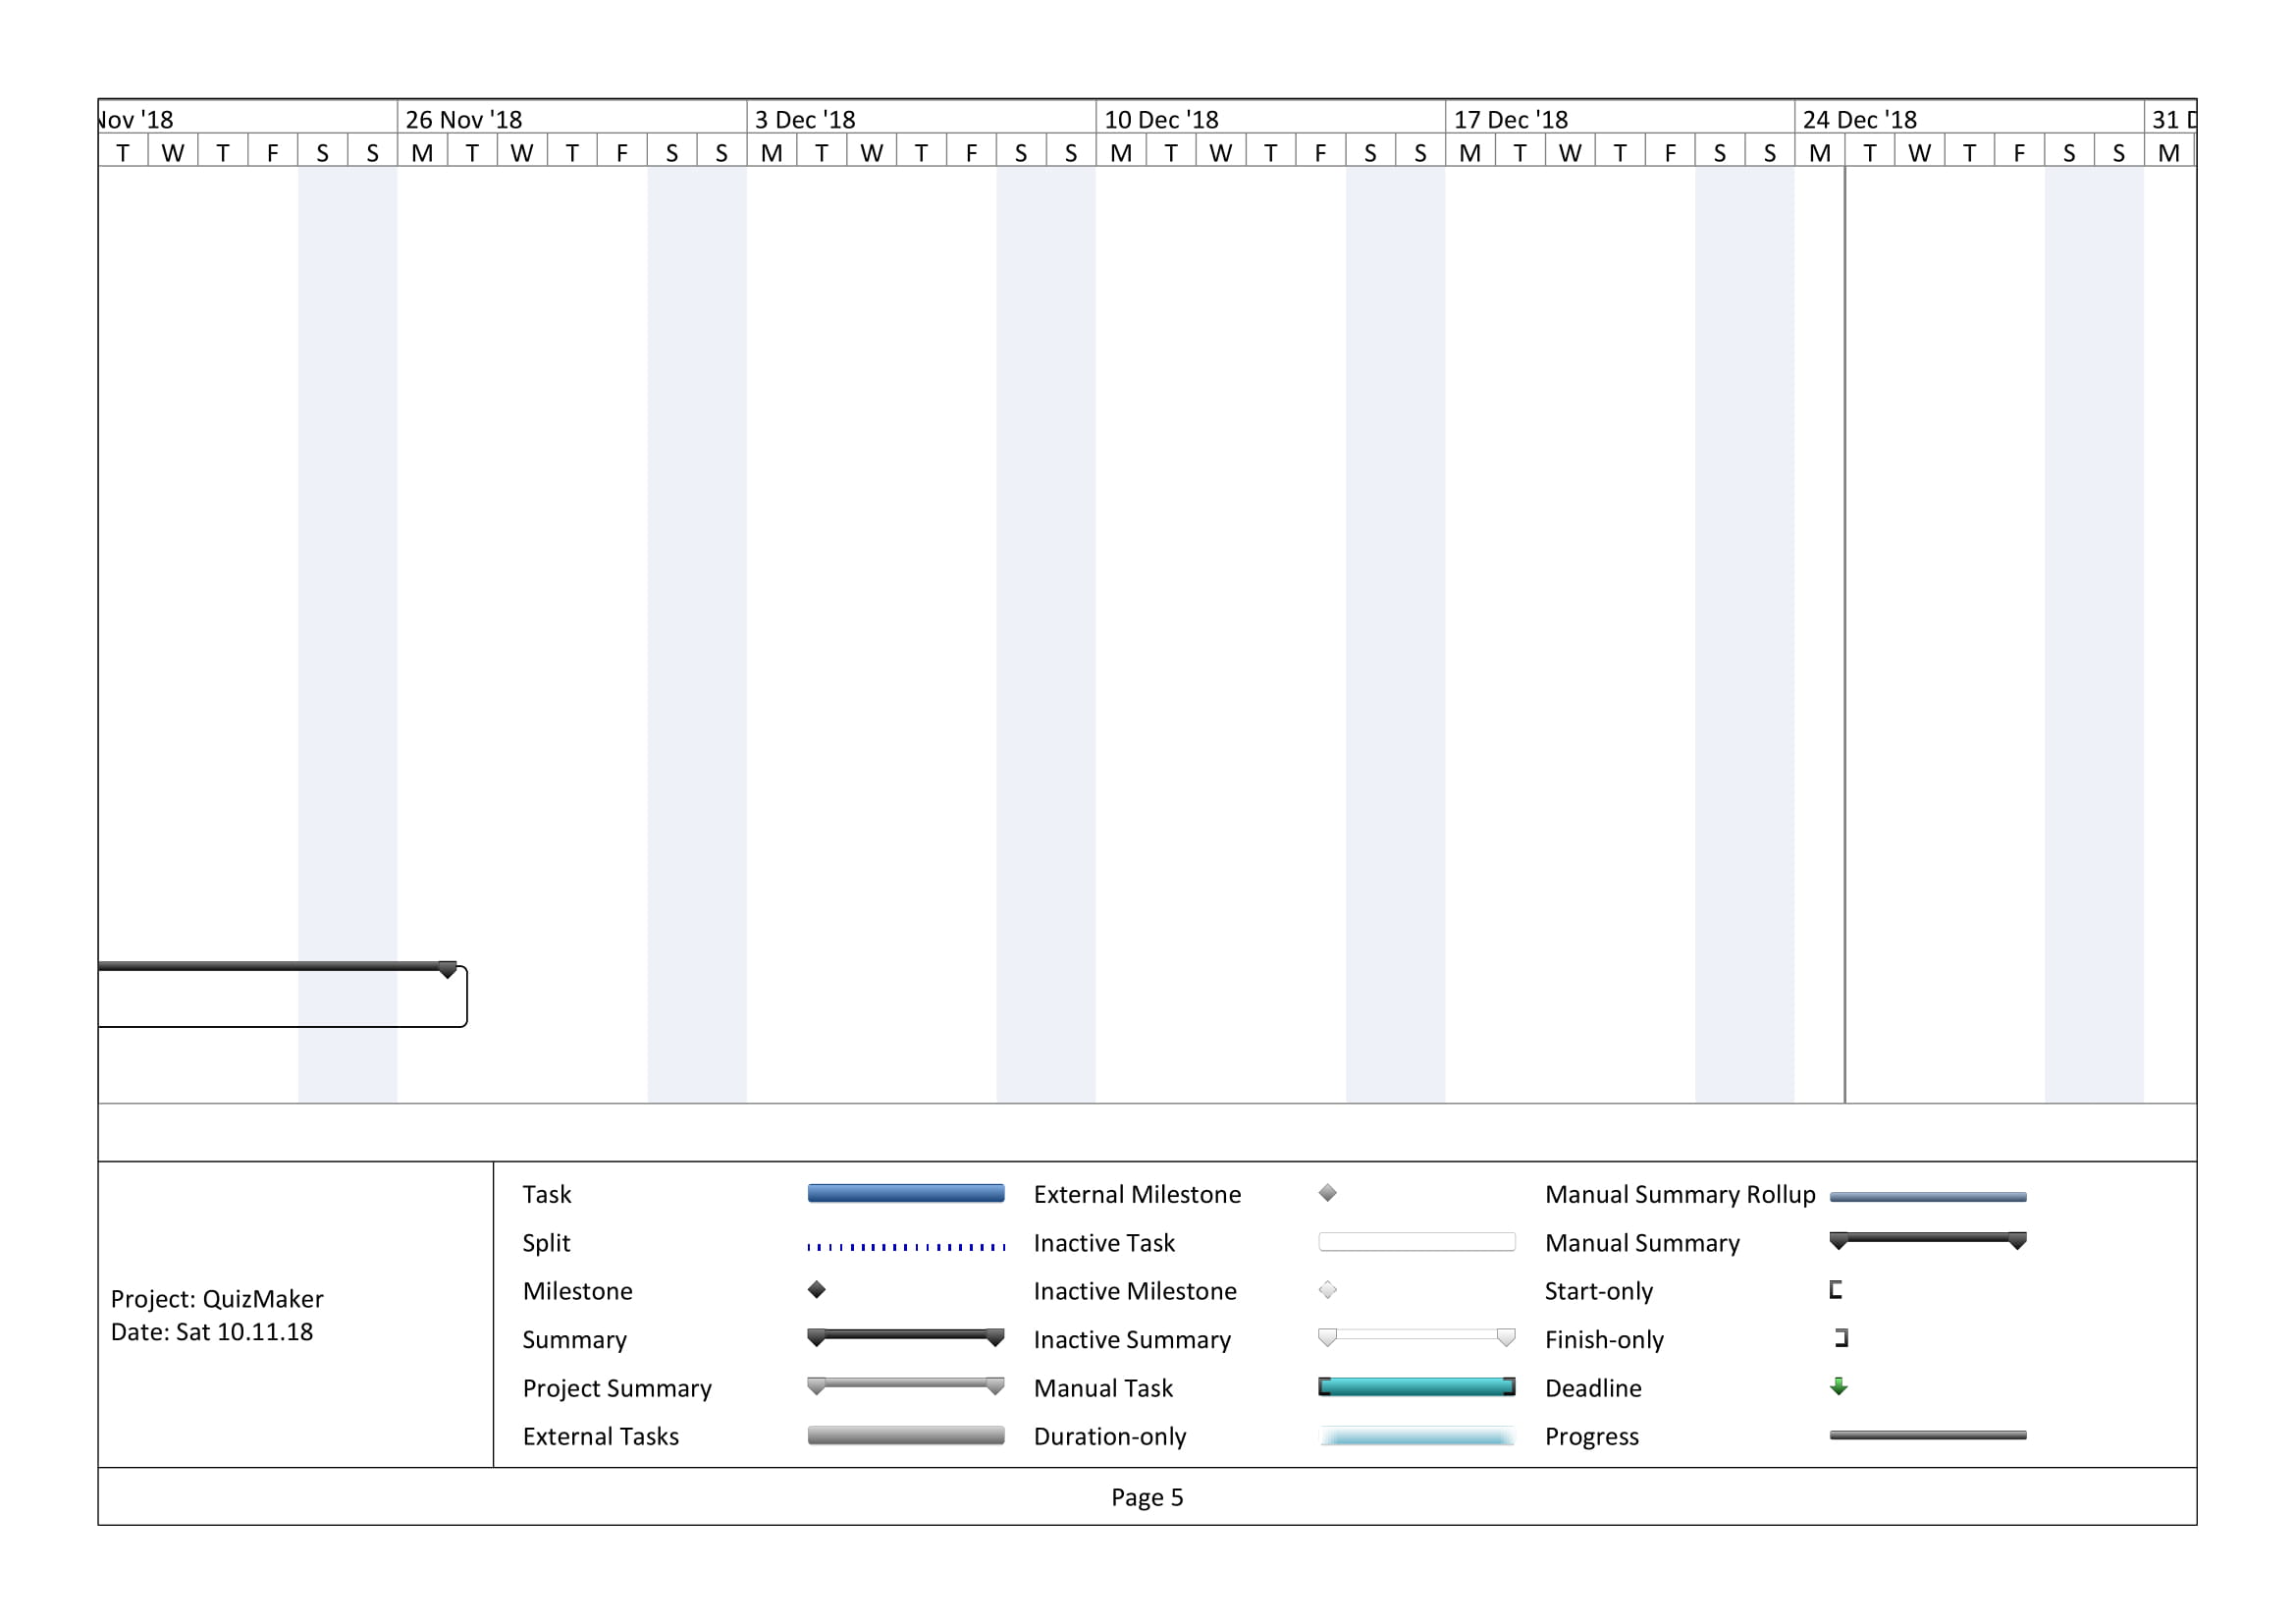 Nov '18 26 Nov '18 3 Dec '18 10 Dec '18 17 Dec '18 24 Dec '18 31
T W T F S S M T W T F S S M T W T F S S M T W T F S S M T W T F S S M T W T F S S M
Task External Milestone Manual Summary Rollup
Split Inactive Task Manual Summary
Milestone Inactive Milestone Start-only
Project: QuizMaker
Date: Sat 10.11.18
Summary Inactive Summary Finish-only
Project Summary Manual Task Deadline
External Tasks Duration-only Progress
Page 5